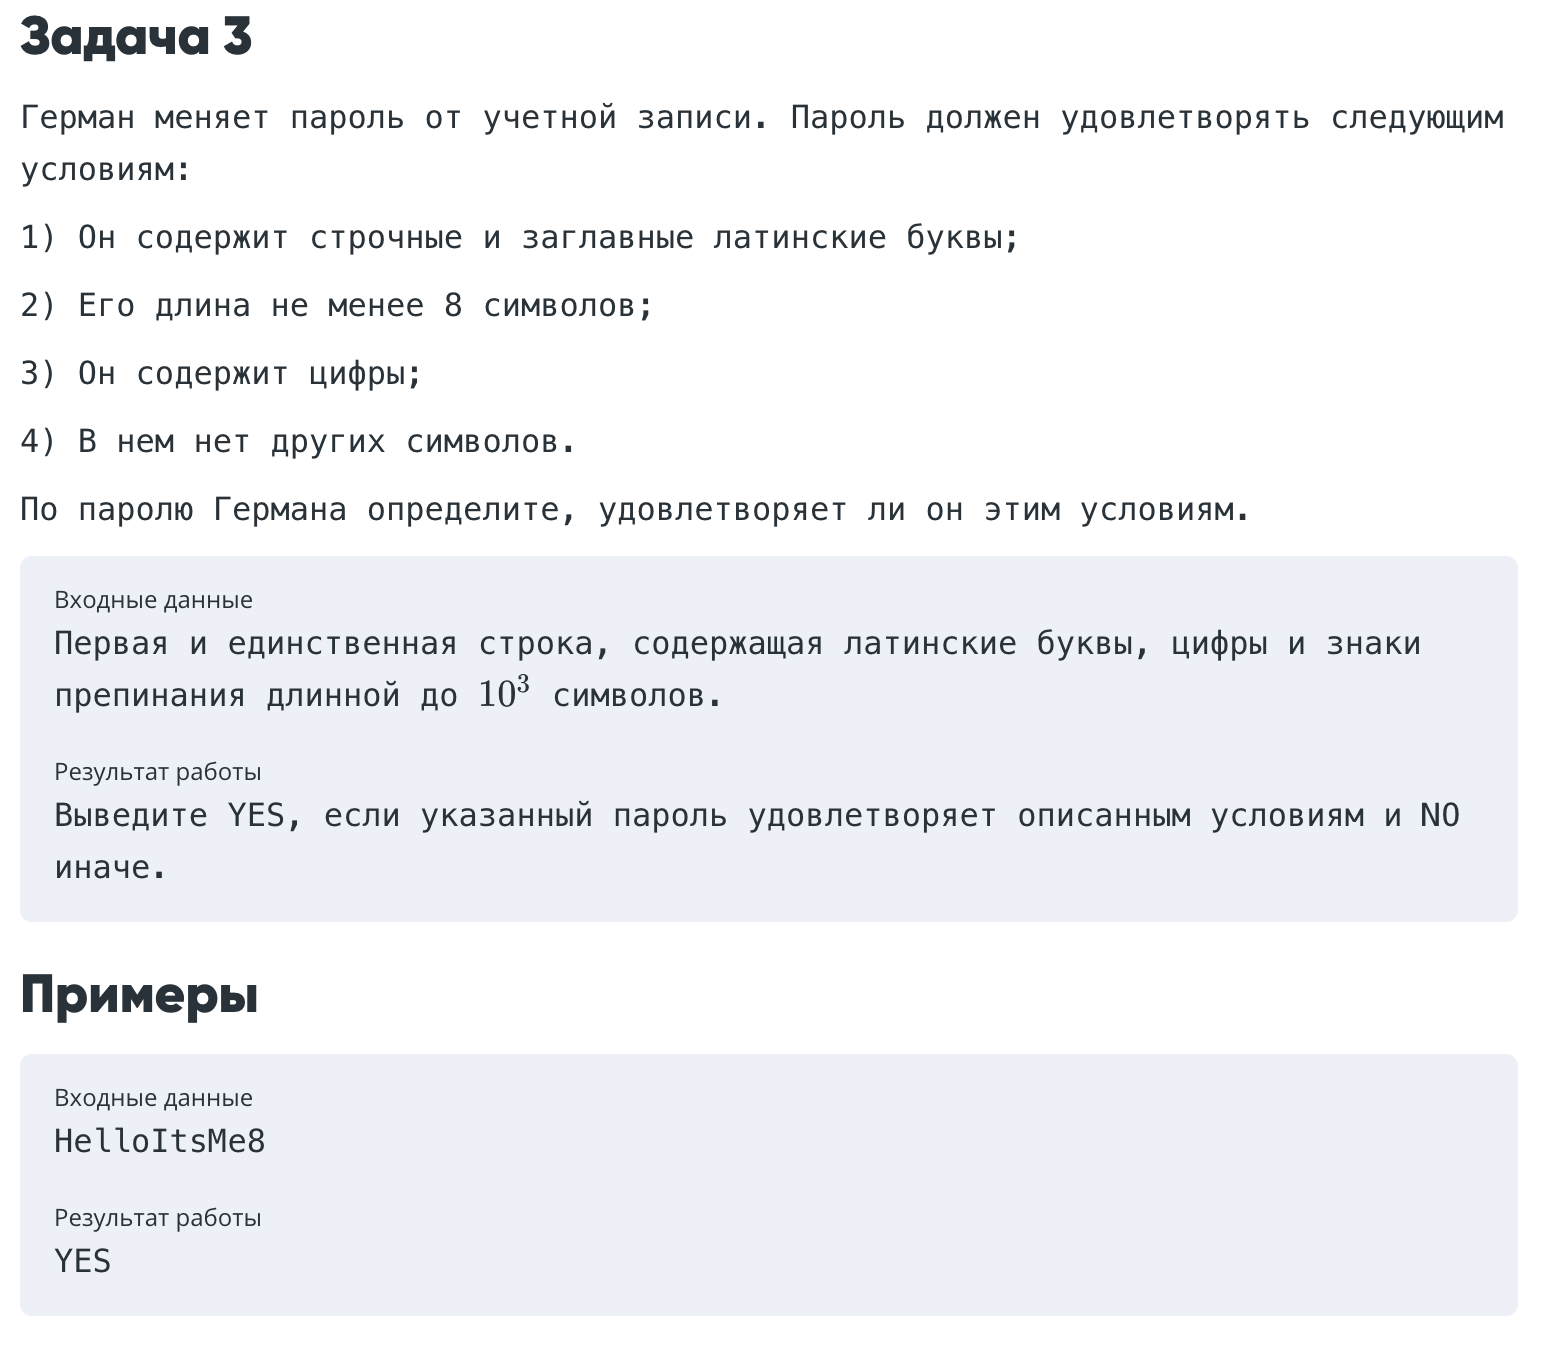 Задача 3
Герман меняет пароль от учетной записи. Пароль должен удовлетворять следующим
условиям:
1) Он содержит строчные и заглавные латинские буквы;
2) Его длина не менее 8 символов;
3) Он содержит цифры;
4) В нем нет других символов.
По паролю Германа определите, удовлетворяет ли он этим условиям.
Входные данные
Первая и единственная строка, содержащая латинские буквы, цифры и знаки
препинания длинной до 10³ символов.
Результат работы
Выведите YES, если указанный пароль удовлетворяет описанным условиям и NO
иначе.
Примеры
Входные данные
HelloItsMe8
Результат работы
YES